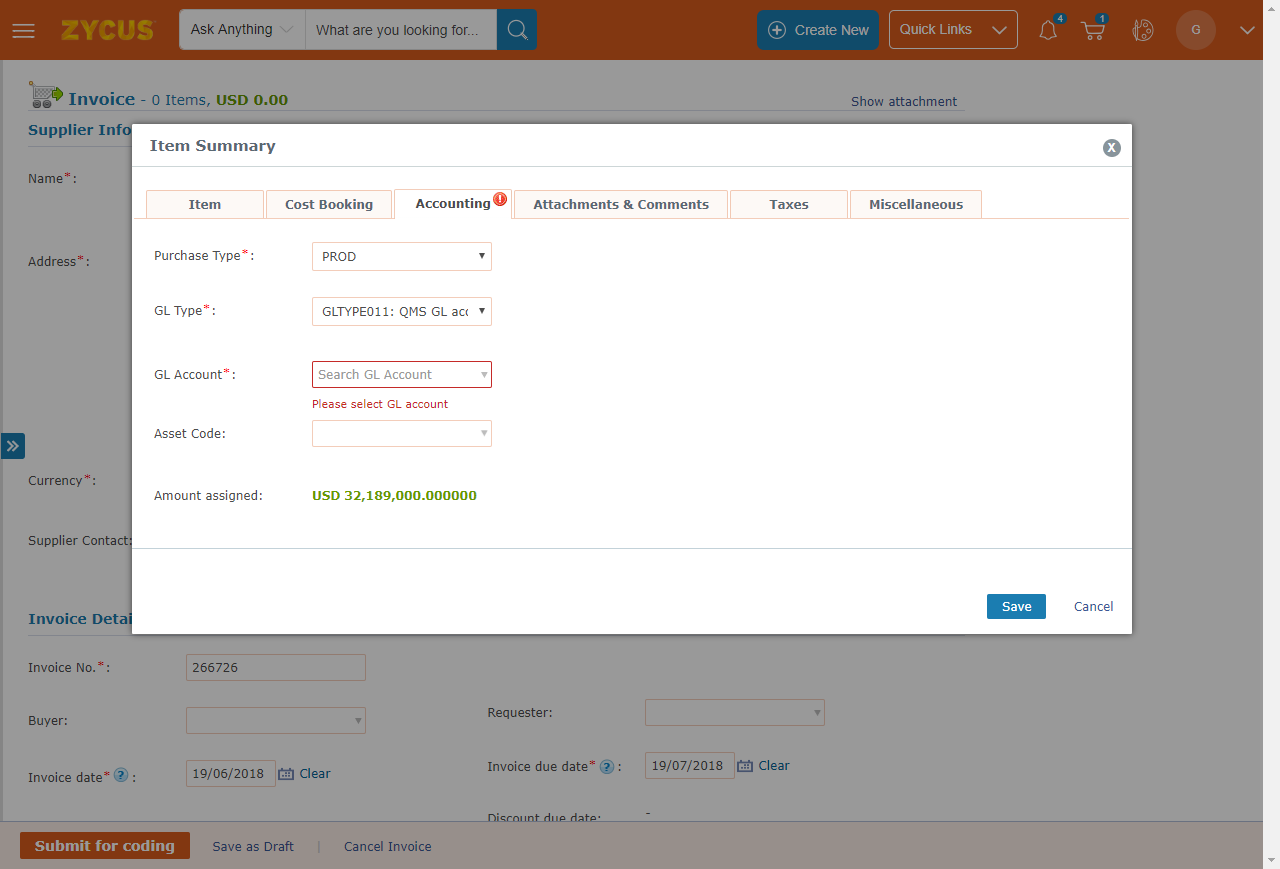 ZYCUS
Ask Anything
What are you looking for...
Create New
Quick Links
4
1
G
Invoice - 0 Items, USD 0.00
Show attachment
Supplier Info
Item Summary
X
Name*:
Item
Cost Booking
Accounting
!
Attachments & Comments
Taxes
Miscellaneous
Purchase Type*:
PROD
Address*:
GL Type*:
GLTYPE011: QMS GL acc
GL Account*:
Search GL Account
Please select GL account
Asset Code:
Currency*:
Amount assigned:
USD 32,189,000.000000
Supplier Contact:
Save
Cancel
Invoice Detai
Invoice No.*:
266726
Buyer:
Requester:
Invoice date* ? :
19/06/2018
Clear
Invoice due date* ? :
19/07/2018
Clear
Discount due date:
-
Submit for coding
Save as Draft
|
Cancel Invoice